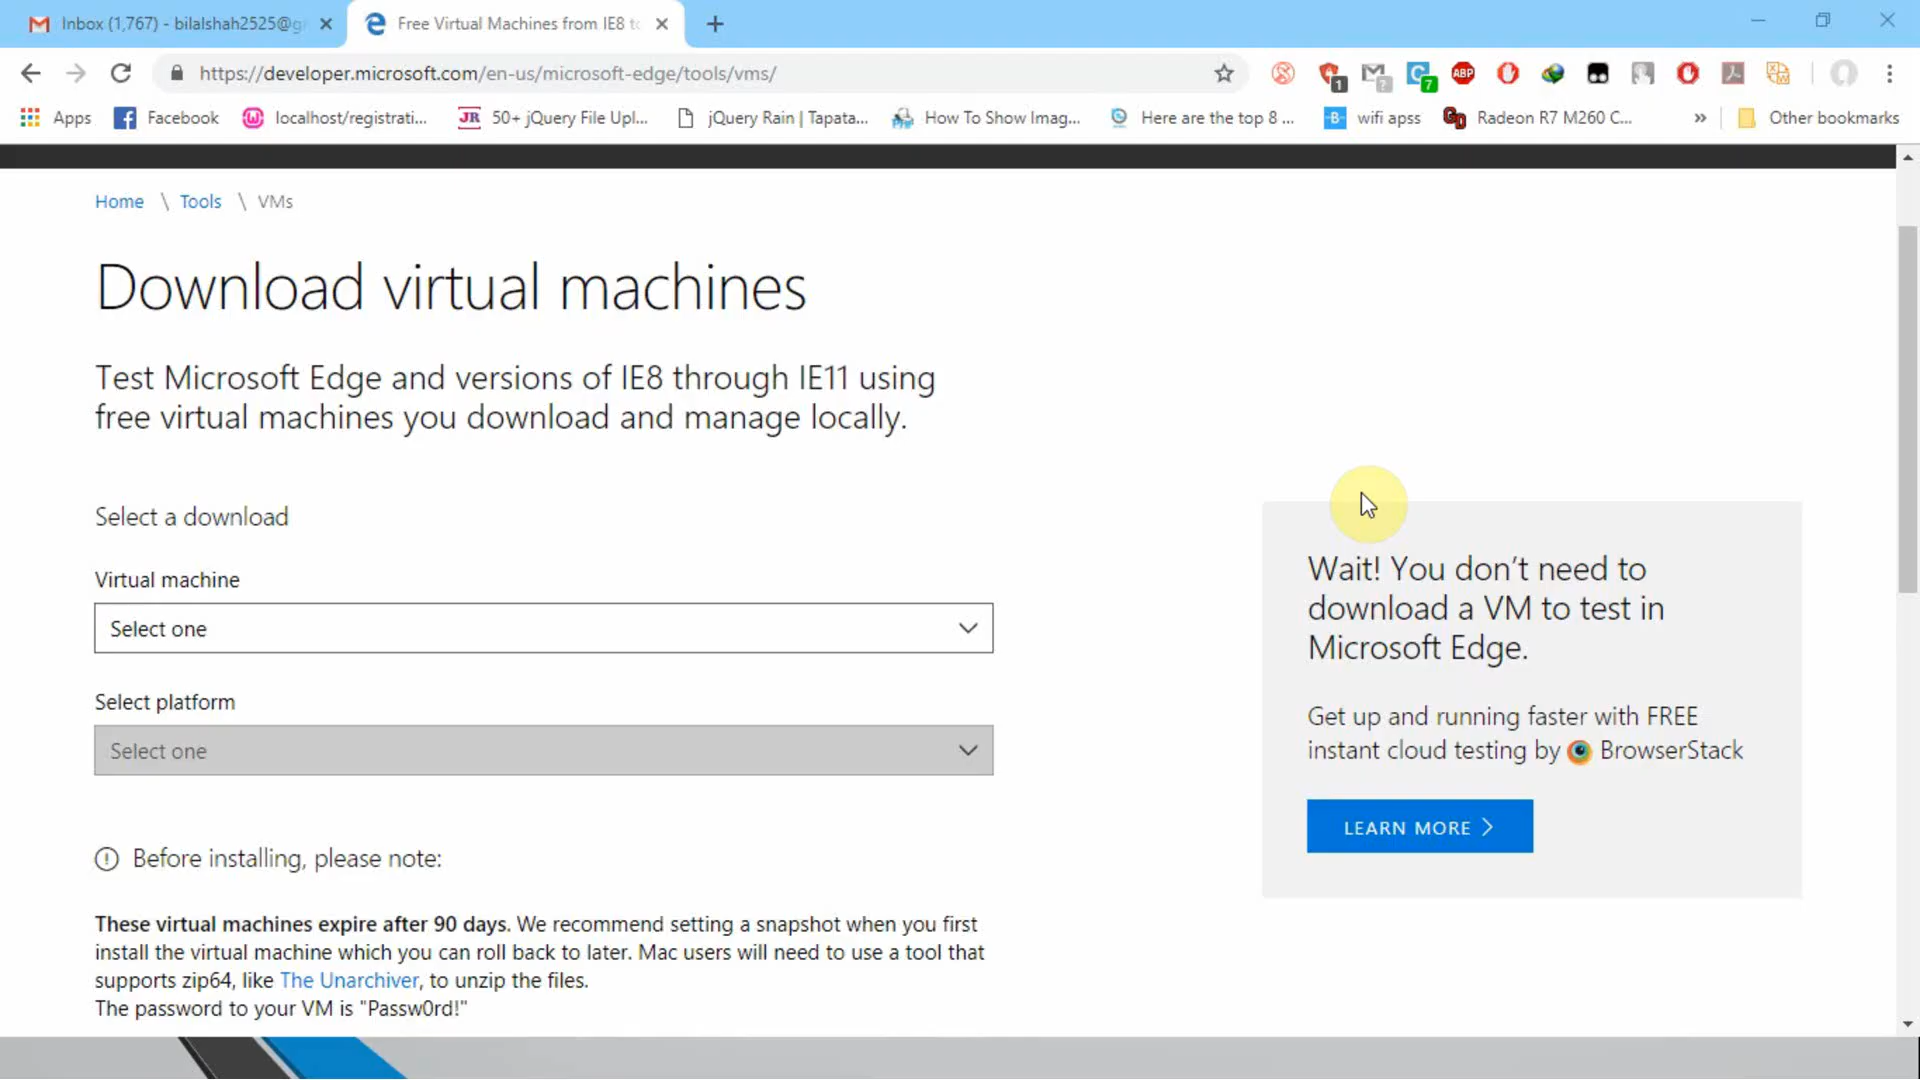 Inbox (1,767) - bilalshah2525@g
Free Virtual Machines from IE8 to
https://developer.microsoft.com/en-us/microsoft-edge/tools/vms/
1
?
7
ABP
Apps
Facebook
localhost/registrati...
JR 50+ jQuery File Upl...
jQuery Rain | Tapata...
How To Show Imag...
Here are the top 8 ...
-B- wifi apss
Radeon R7 M260 C...
»
Other bookmarks
Home \ Tools \ VMs
Download virtual machines
Test Microsoft Edge and versions of IE8 through IE11 using
free virtual machines you download and manage locally.
Select a download
Virtual machine
Select one
Select platform
Select one
Before installing, please note:
These virtual machines expire after 90 days. We recommend setting a snapshot when you first
install the virtual machine which you can roll back to later. Mac users will need to use a tool that
supports zip64, like The Unarchiver, to unzip the files.
The password to your VM is "Passw0rd!"
Wait! You don’t need to
download a VM to test in
Microsoft Edge.
Get up and running faster with FREE
instant cloud testing by BrowserStack
LEARN MORE